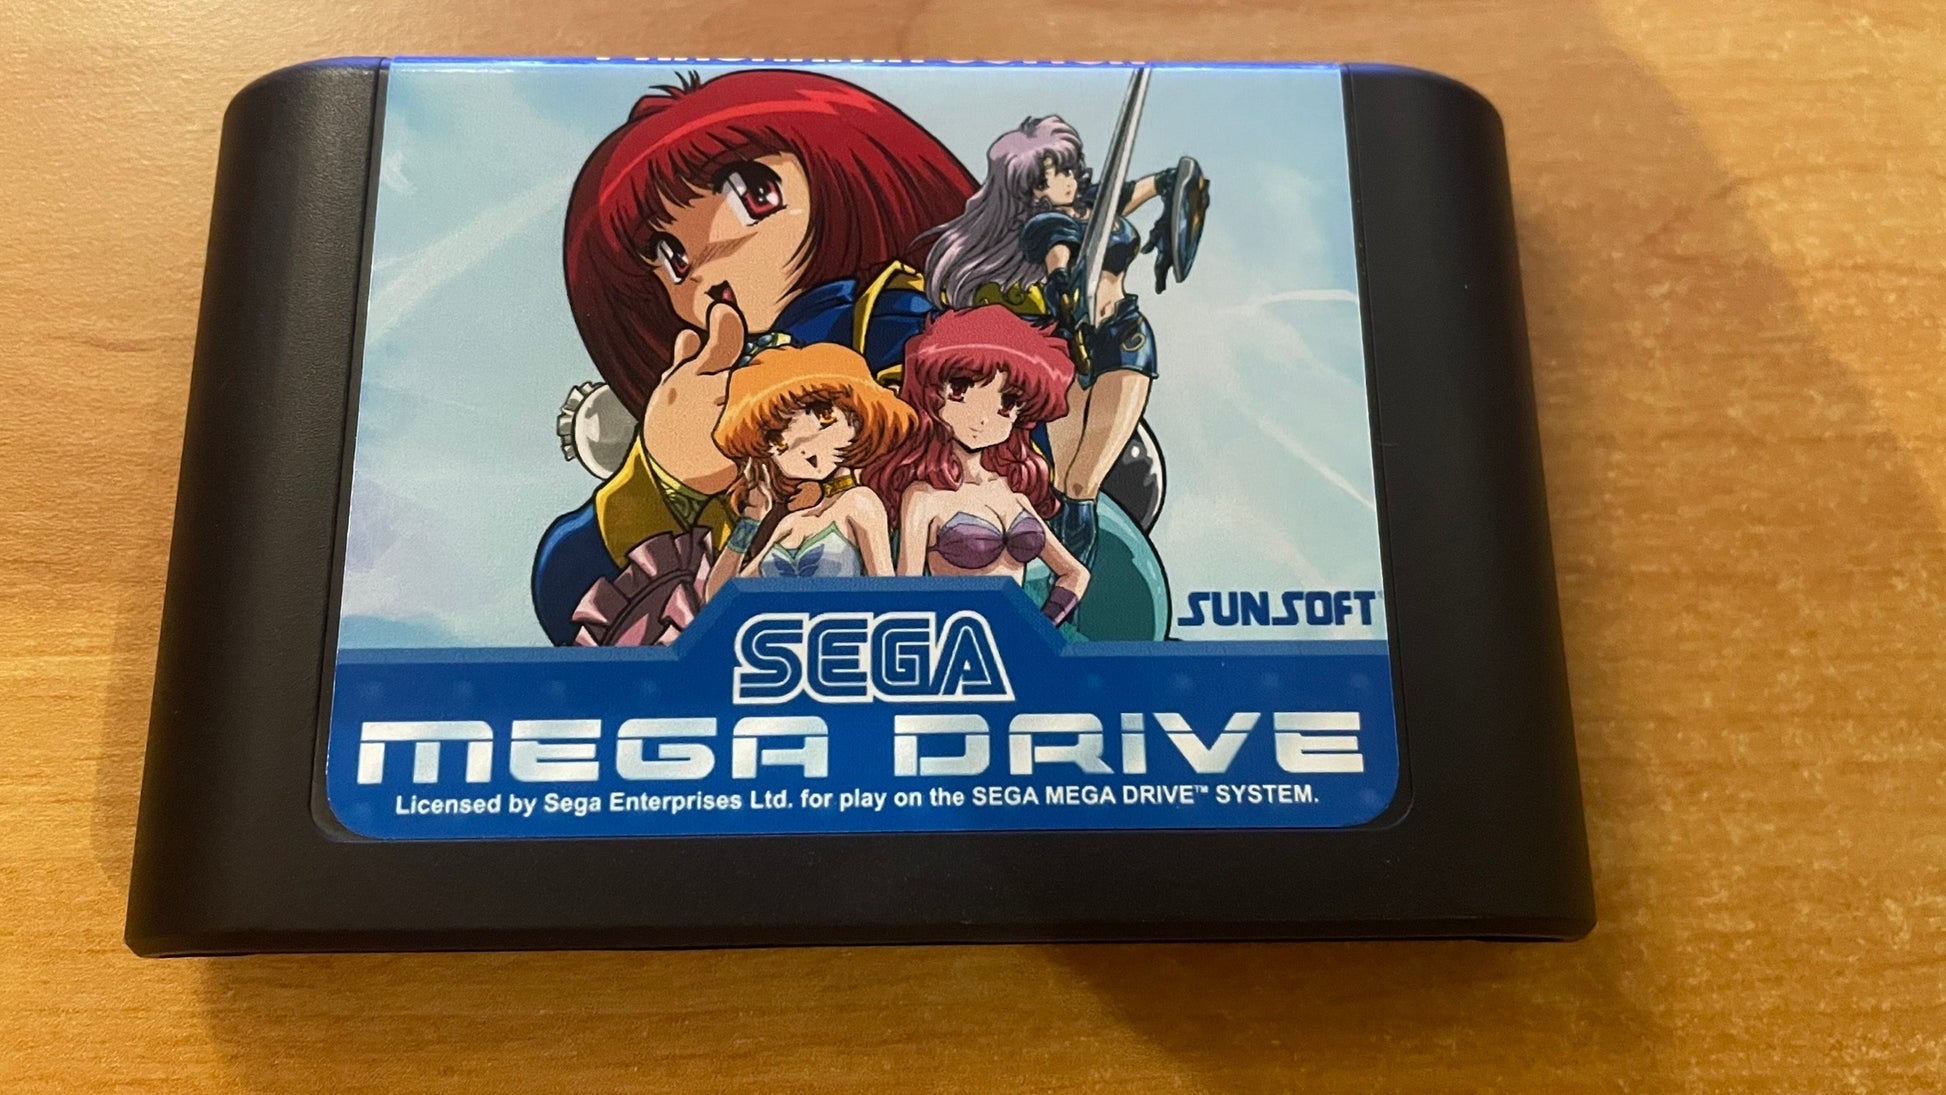 SUNSOFT
SEGA
MEGA DRIVE
Licensed by Sega Enterprises Ltd. for play on the SEGA MEGA DRIVE™ SYSTEM.